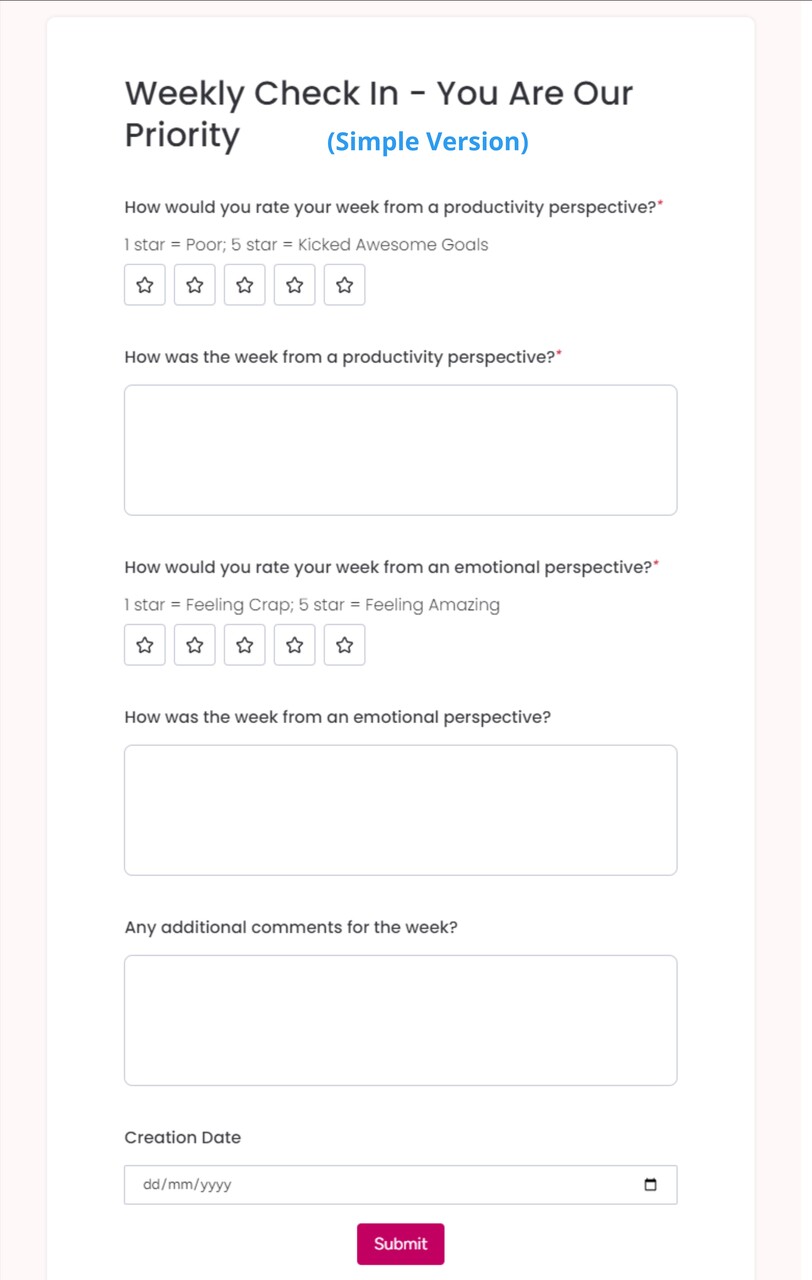 Weekly Check In - You Are Our
Priority (Simple Version)
How would you rate your week from a productivity perspective?*
1 star = Poor; 5 star = Kicked Awesome Goals
How was the week from a productivity perspective?*
How would you rate your week from an emotional perspective?*
1 star = Feeling Crap; 5 star = Feeling Amazing
How was the week from an emotional perspective?
Any additional comments for the week?
Creation Date
dd/mm/yyyy
Submit